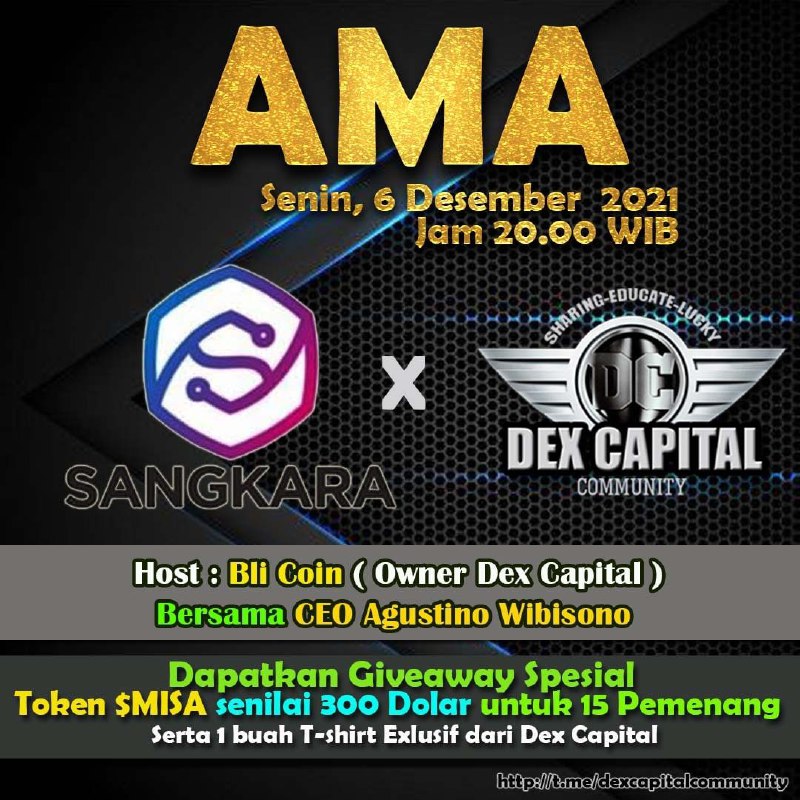 AMA
Senin, 6 Desember 2021
Jam 20.00 WIB
SANGKARA
X
SHARING-EDUCATE-LUCKY
DC
DEX CAPITAL
COMMUNITY
Host : Bli Coin ( Owner Dex Capital )
Bersama CEO Agustino Wibisono
Dapatkan Giveaway Spesial
Token $MISA senilai 300 Dolar untuk 15 Pemenang
Serta 1 buah T-shirt Exlusif dari Dex Capital
http://t.me/dexcapitalcommunity